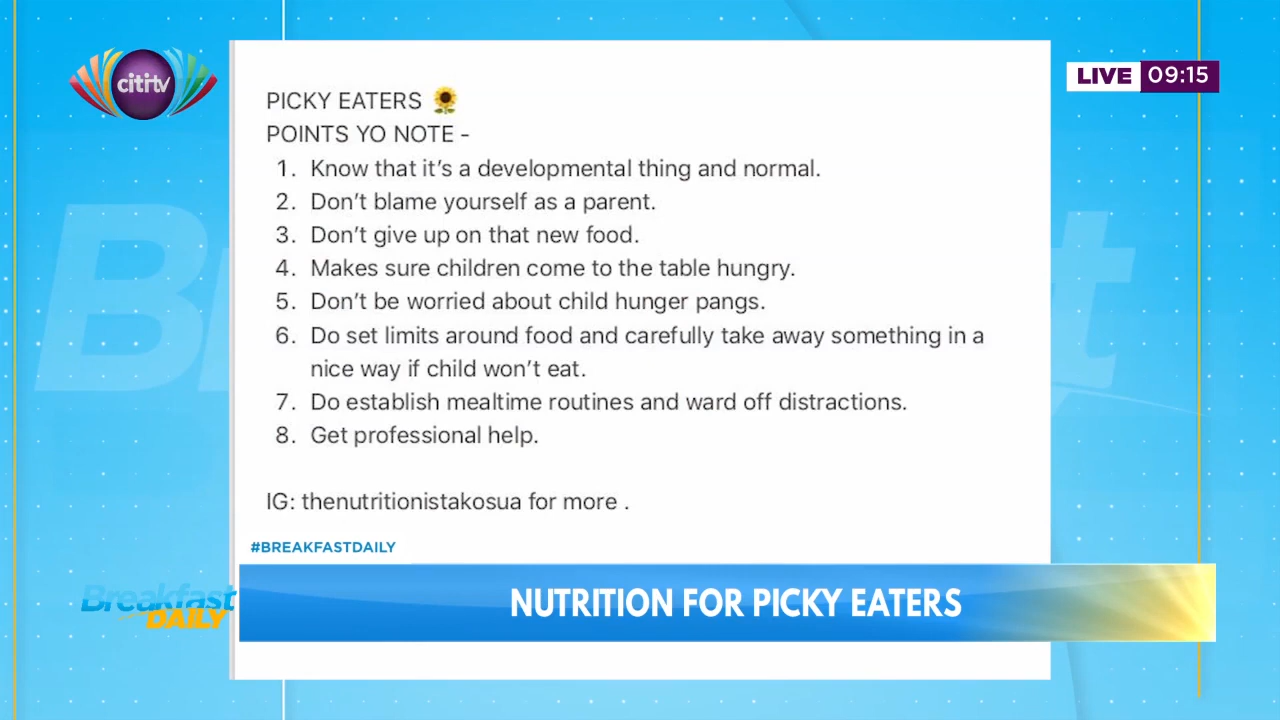 citi tv
LIVE 09:15
PICKY EATERS 🌻
POINTS YO NOTE -
1. Know that it's a developmental thing and normal.
2. Don't blame yourself as a parent.
3. Don't give up on that new food.
4. Makes sure children come to the table hungry.
5. Don't be worried about child hunger pangs.
6. Do set limits around food and carefully take away something in a
nice way if child won't eat.
7. Do establish mealtime routines and ward off distractions.
8. Get professional help.
IG: thenutritionistakosua for more .
#BREAKFASTDAILY
Breakfast
DAILY
NUTRITION FOR PICKY EATERS